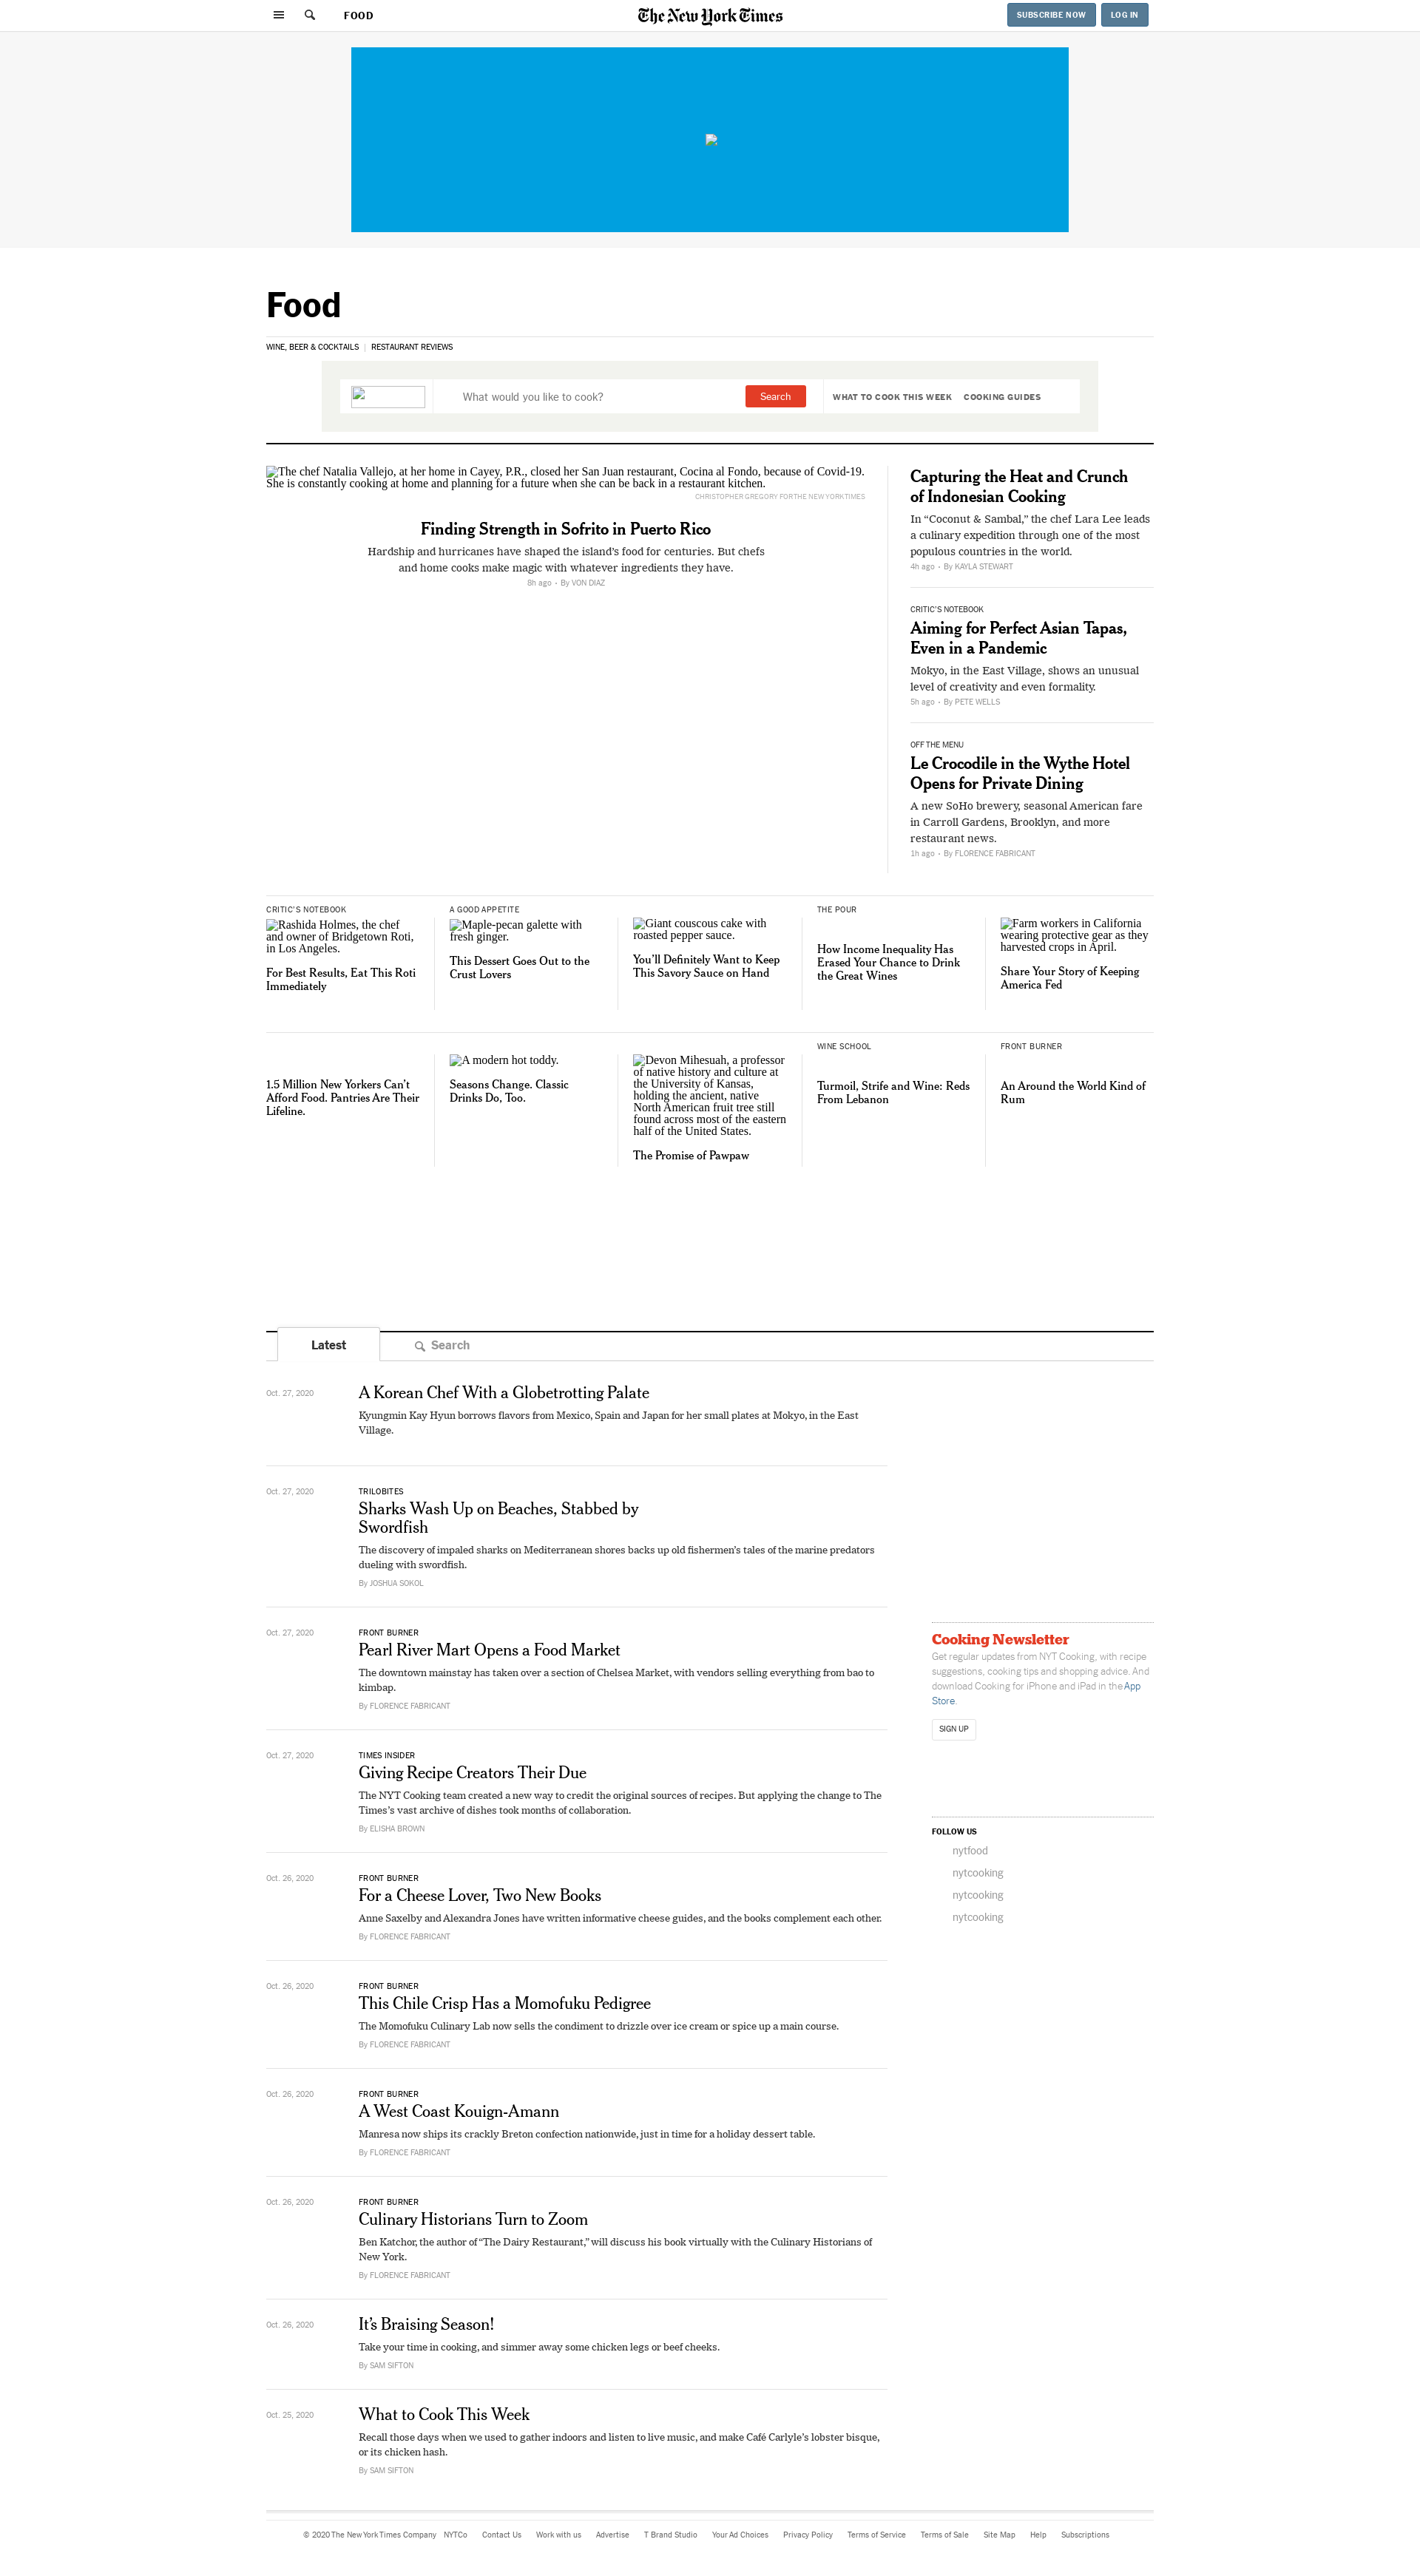 FOOD
The New York Times
SUBSCRIBE NOW
LOG IN
Food
WINE, BEER & COCKTAILS | RESTAURANT REVIEWS
What would you like to cook?
Search
WHAT TO COOK THIS WEEK
COOKING GUIDES
The chef Natalia Vallejo, at her home in Cayey, P.R., closed her San Juan restaurant, Cocina al Fondo, because of Covid-19.
She is constantly cooking at home and planning for a future when she can be back in a restaurant kitchen.
CHRISTOPHER GREGORY FOR THE NEW YORK TIMES
Finding Strength in Sofrito in Puerto Rico
Hardship and hurricanes have shaped the island’s food for centuries. But chefs
and home cooks make magic with whatever ingredients they have.
8h ago • By VON DIAZ
Capturing the Heat and Crunch
of Indonesian Cooking
In “Coconut & Sambal,” the chef Lara Lee leads
a culinary expedition through one of the most
populous countries in the world.
4h ago • By KAYLA STEWART
CRITIC’S NOTEBOOK
Aiming for Perfect Asian Tapas,
Even in a Pandemic
Mokyo, in the East Village, shows an unusual
level of creativity and even formality.
5h ago • By PETE WELLS
OFF THE MENU
Le Crocodile in the Wythe Hotel
Opens for Private Dining
A new SoHo brewery, seasonal American fare
in Carroll Gardens, Brooklyn, and more
restaurant news.
1h ago • By FLORENCE FABRICANT
CRITIC’S NOTEBOOK
Rashida Holmes, the chef
and owner of Bridgetown Roti,
in Los Angeles.
For Best Results, Eat This Roti
Immediately
A GOOD APPETITE
Maple-pecan galette with
fresh ginger.
This Dessert Goes Out to the
Crust Lovers
Giant couscous cake with
roasted pepper sauce.
You’ll Definitely Want to Keep
This Savory Sauce on Hand
THE POUR
How Income Inequality Has
Erased Your Chance to Drink
the Great Wines
Farm workers in California
wearing protective gear as they
harvested crops in April.
Share Your Story of Keeping
America Fed
1.5 Million New Yorkers Can’t
Afford Food. Pantries Are Their
Lifeline.
A modern hot toddy.
Seasons Change. Classic
Drinks Do, Too.
Devon Mihesuah, a professor
of native history and culture at
the University of Kansas,
holding the ancient, native
North American fruit tree still
found across most of the eastern
half of the United States.
The Promise of Pawpaw
WINE SCHOOL
Turmoil, Strife and Wine: Reds
From Lebanon
FRONT BURNER
An Around the World Kind of
Rum
Latest
Search
Oct. 27, 2020
A Korean Chef With a Globetrotting Palate
Kyungmin Kay Hyun borrows flavors from Mexico, Spain and Japan for her small plates at Mokyo, in the East
Village.
Oct. 27, 2020
TRILOBITES
Sharks Wash Up on Beaches, Stabbed by
Swordfish
The discovery of impaled sharks on Mediterranean shores backs up old fishermen’s tales of the marine predators
dueling with swordfish.
By JOSHUA SOKOL
Oct. 27, 2020
FRONT BURNER
Pearl River Mart Opens a Food Market
The downtown mainstay has taken over a section of Chelsea Market, with vendors selling everything from bao to
kimbap.
By FLORENCE FABRICANT
Oct. 27, 2020
TIMES INSIDER
Giving Recipe Creators Their Due
The NYT Cooking team created a new way to credit the original sources of recipes. But applying the change to The
Times’s vast archive of dishes took months of collaboration.
By ELISHA BROWN
Oct. 26, 2020
FRONT BURNER
For a Cheese Lover, Two New Books
Anne Saxelby and Alexandra Jones have written informative cheese guides, and the books complement each other.
By FLORENCE FABRICANT
Oct. 26, 2020
FRONT BURNER
This Chile Crisp Has a Momofuku Pedigree
The Momofuku Culinary Lab now sells the condiment to drizzle over ice cream or spice up a main course.
By FLORENCE FABRICANT
Oct. 26, 2020
FRONT BURNER
A West Coast Kouign-Amann
Manresa now ships its crackly Breton confection nationwide, just in time for a holiday dessert table.
By FLORENCE FABRICANT
Oct. 26, 2020
FRONT BURNER
Culinary Historians Turn to Zoom
Ben Katchor, the author of “The Dairy Restaurant,” will discuss his book virtually with the Culinary Historians of
New York.
By FLORENCE FABRICANT
Oct. 26, 2020
It’s Braising Season!
Take your time in cooking, and simmer away some chicken legs or beef cheeks.
By SAM SIFTON
Oct. 25, 2020
What to Cook This Week
Recall those days when we used to gather indoors and listen to live music, and make Café Carlyle’s lobster bisque,
or its chicken hash.
By SAM SIFTON
Cooking Newsletter
Get regular updates from NYT Cooking, with recipe
suggestions, cooking tips and shopping advice. And
download Cooking for iPhone and iPad in the App
Store.
SIGN UP
FOLLOW US
nytfood
nytcooking
nytcooking
nytcooking
© 2020 The New York Times Company NYTCo Contact Us Work with us Advertise T Brand Studio Your Ad Choices Privacy Policy Terms of Service Terms of Sale Site Map Help Subscriptions